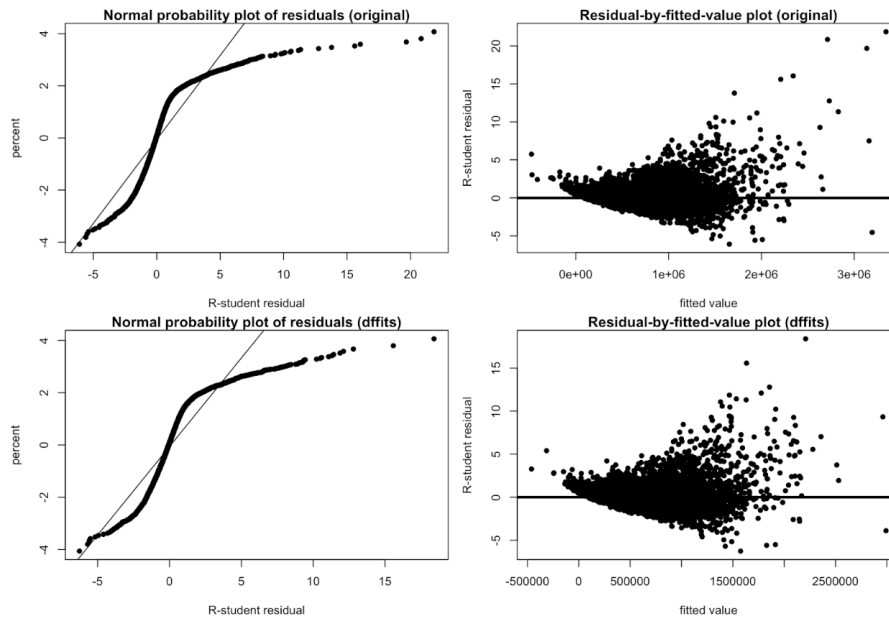 Normal probability plot of residuals (original)
percent
4
2
0
-2
-4
-5 0 5 10 15 20
R-student residual
Residual-by-fitted-value plot (original)
R-student residual
20
15
10
5
0
-5
0e+00 1e+06 2e+06 3e+06
fitted value
Normal probability plot of residuals (dffits)
percent
4
2
0
-2
-4
-5 0 5 10 15
R-student residual
Residual-by-fitted-value plot (dffits)
R-student residual
15
10
5
0
-5
-500000 0 500000 1500000 2500000
fitted value